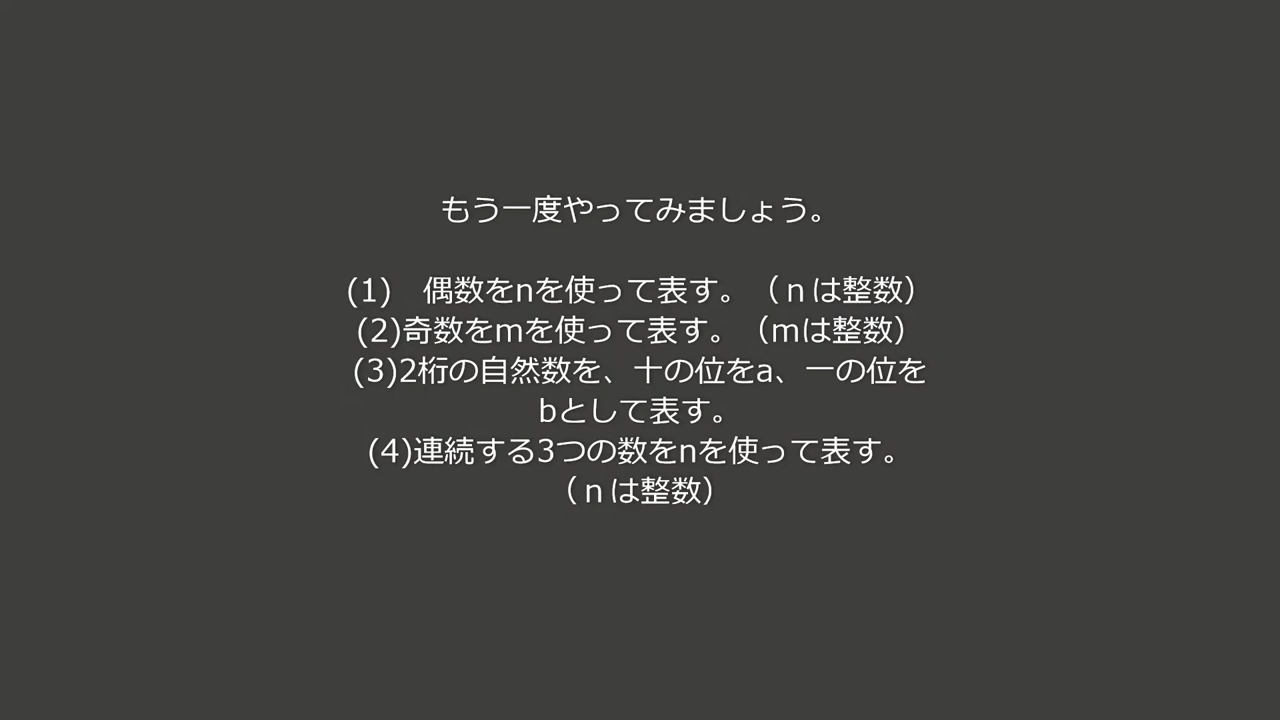 もう一度やってみましょう。
(1)　偶数をnを使って表す。（ｎは整数）
(2)奇数をmを使って表す。（mは整数）
(3)2桁の自然数を、十の位をa、一の位を
bとして表す。
(4)連続する3つの数をnを使って表す。
（ｎは整数）